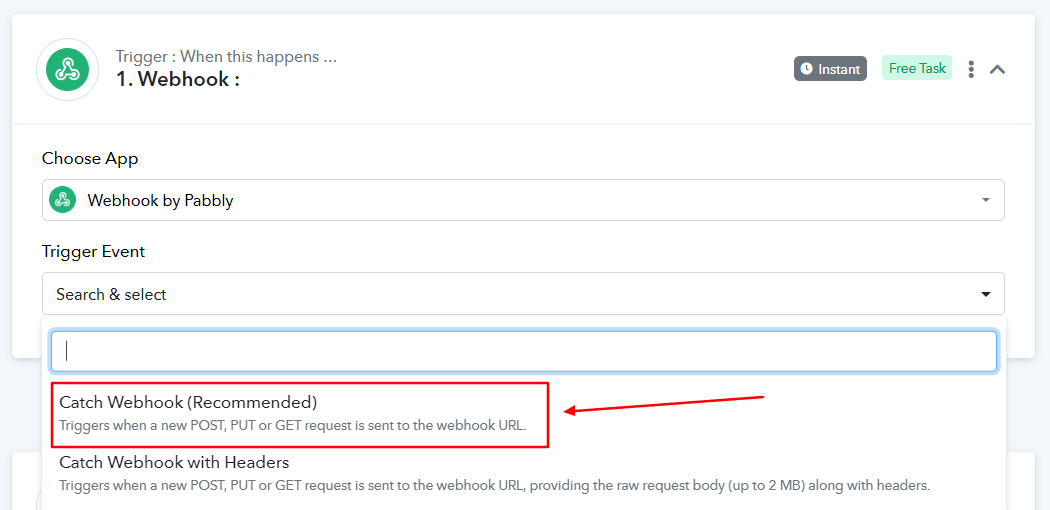 Trigger : When this happens ...
1. Webhook :
Instant
Free Task
Choose App
Webhook by Pabbly
Trigger Event
Search & select
Catch Webhook (Recommended)
Triggers when a new POST, PUT or GET request is sent to the webhook URL.
Catch Webhook with Headers
Triggers when a new POST, PUT or GET request is sent to the webhook URL, providing the raw request body (up to 2 MB) along with headers.